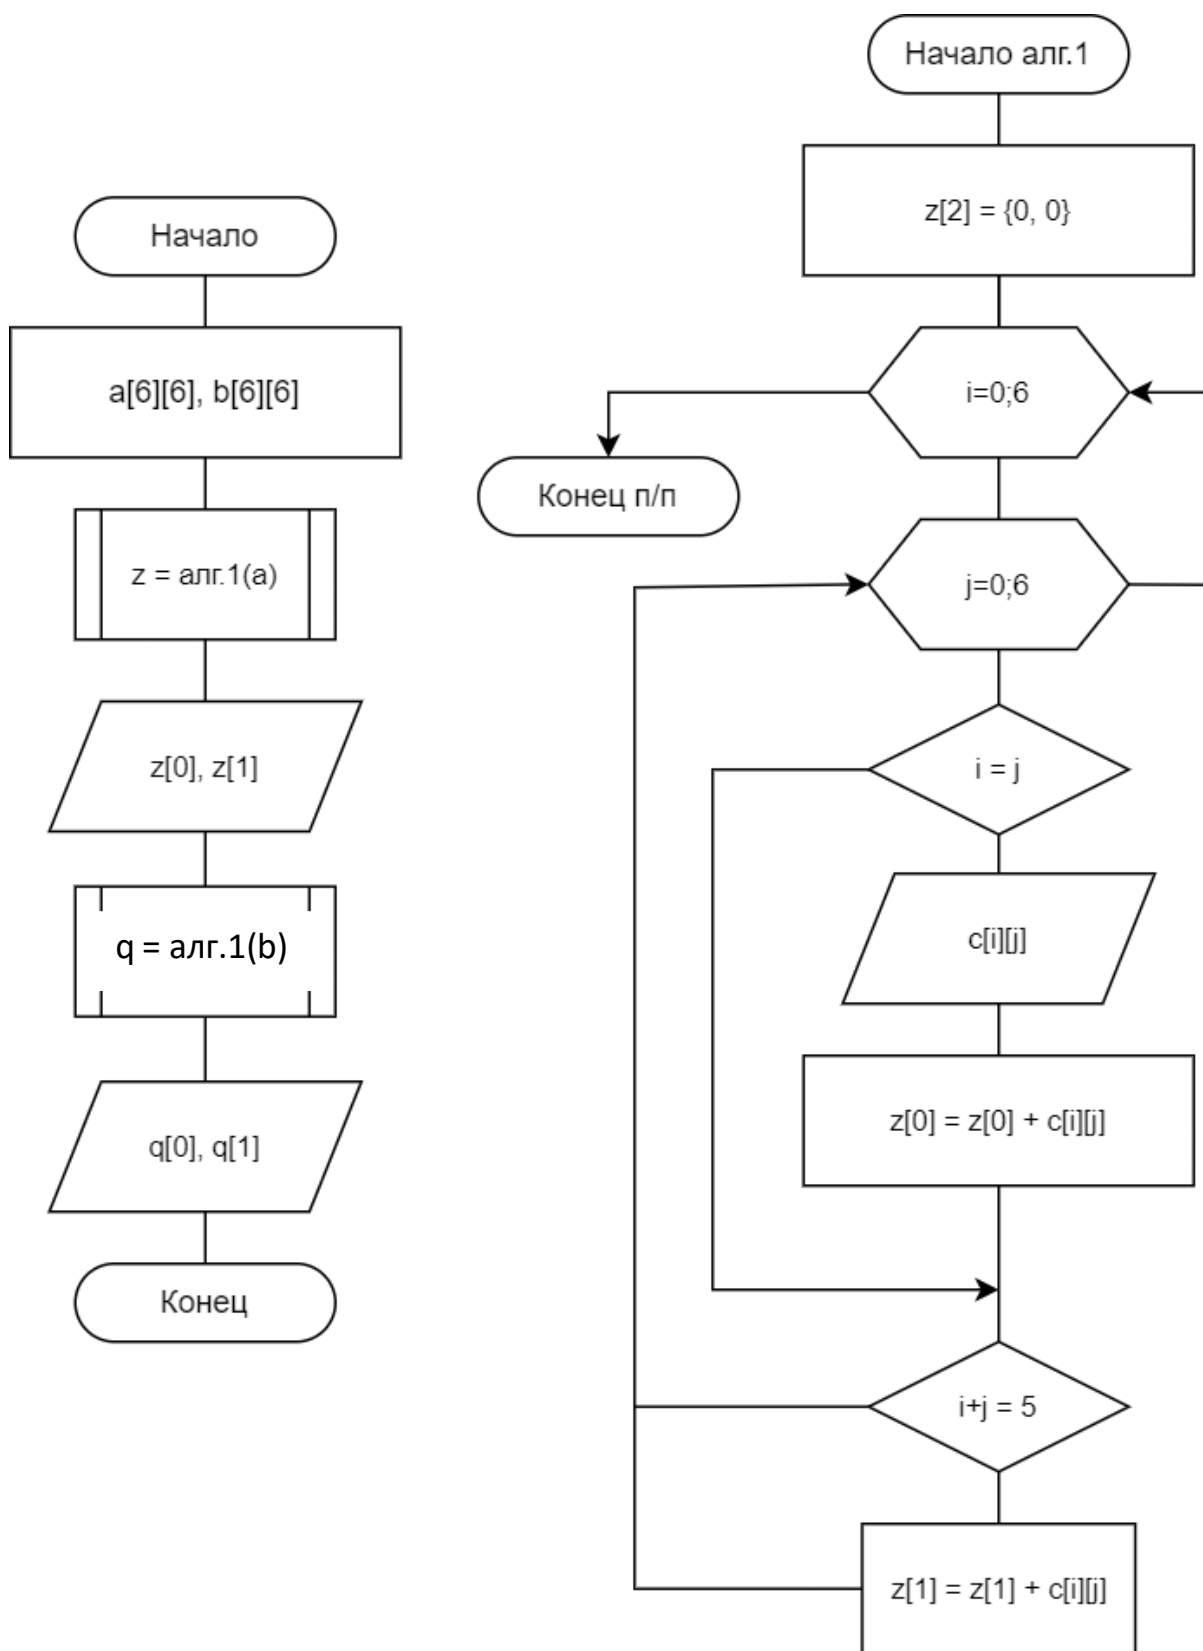 Начало
a[6][6], b[6][6]
z = алг.1(a)
z[0], z[1]
q = алг.1(b)
q[0], q[1]
Конец
Начало алг.1
z[2] = {0, 0}
i=0;6
Конец п/п
j=0;6
i = j
c[i][j]
z[0] = z[0] + c[i][j]
i+j = 5
z[1] = z[1] + c[i][j]